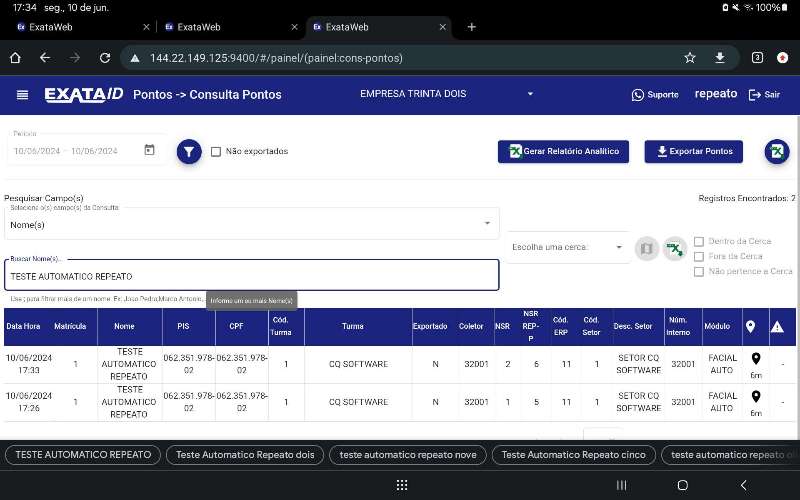 17:34 seg., 10 de jun.
100%
ExataWeb
ExataWeb
ExataWeb
144.22.149.125:9400/#/painel/(painel:cons-pontos)
3
EXATA ID
Pontos -> Consulta Pontos
EMPRESA TRINTA DOIS
Suporte
repeato
Sair
Período
10/06/2024 – 10/06/2024
Não exportados
Gerar Relatório Analítico
Exportar Pontos
Pesquisar Campo(s)
Registros Encontrados: 2
Selecione o(s) campo(s) da Consulta
Nome(s)
Escolha uma cerca:
Dentro da Cerca
Fora da Cerca
Não pertence a Cerca
Buscar Nome(s)..
TESTE AUTOMATICO REPEATO
Use ; para filtrar mais de um nome. Ex: Joao Pedro;Marco Antonio;
Informe um ou mais Nome(s)
Data Hora Matrícula Nome PIS CPF Cód. Turma Turma Exportado Coletor NSR NSR REP-P Cód. ERP Cód. Setor Desc. Setor Núm. Interno Módulo
10/06/2024 17:33 1 TESTE AUTOMATICO REPEATO 062.351.978-02 062.351.978-02 1 CQ SOFTWARE N 32001 2 6 11 1 SETOR CQ SOFTWARE 32001 FACIAL AUTO 6m -
10/06/2024 17:26 1 TESTE AUTOMATICO REPEATO 062.351.978-02 062.351.978-02 1 CQ SOFTWARE N 32001 1 5 11 1 SETOR CQ SOFTWARE 32001 FACIAL AUTO 6m -
TESTE AUTOMATICO REPEATO
Teste Automatico Repeato dois
teste automatico repeato nove
Teste Automatico Repeato cinco
teste automatico repeato oit